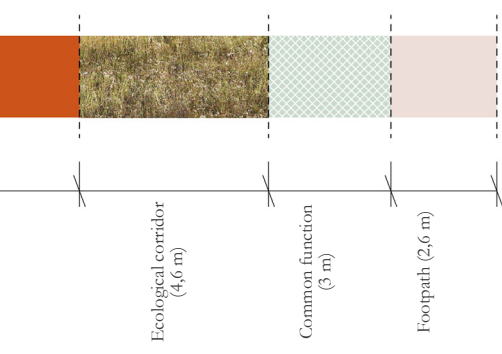 Ecological corridor
(4,6 m)
Common function
(3 m)
Footpath (2,6 m)